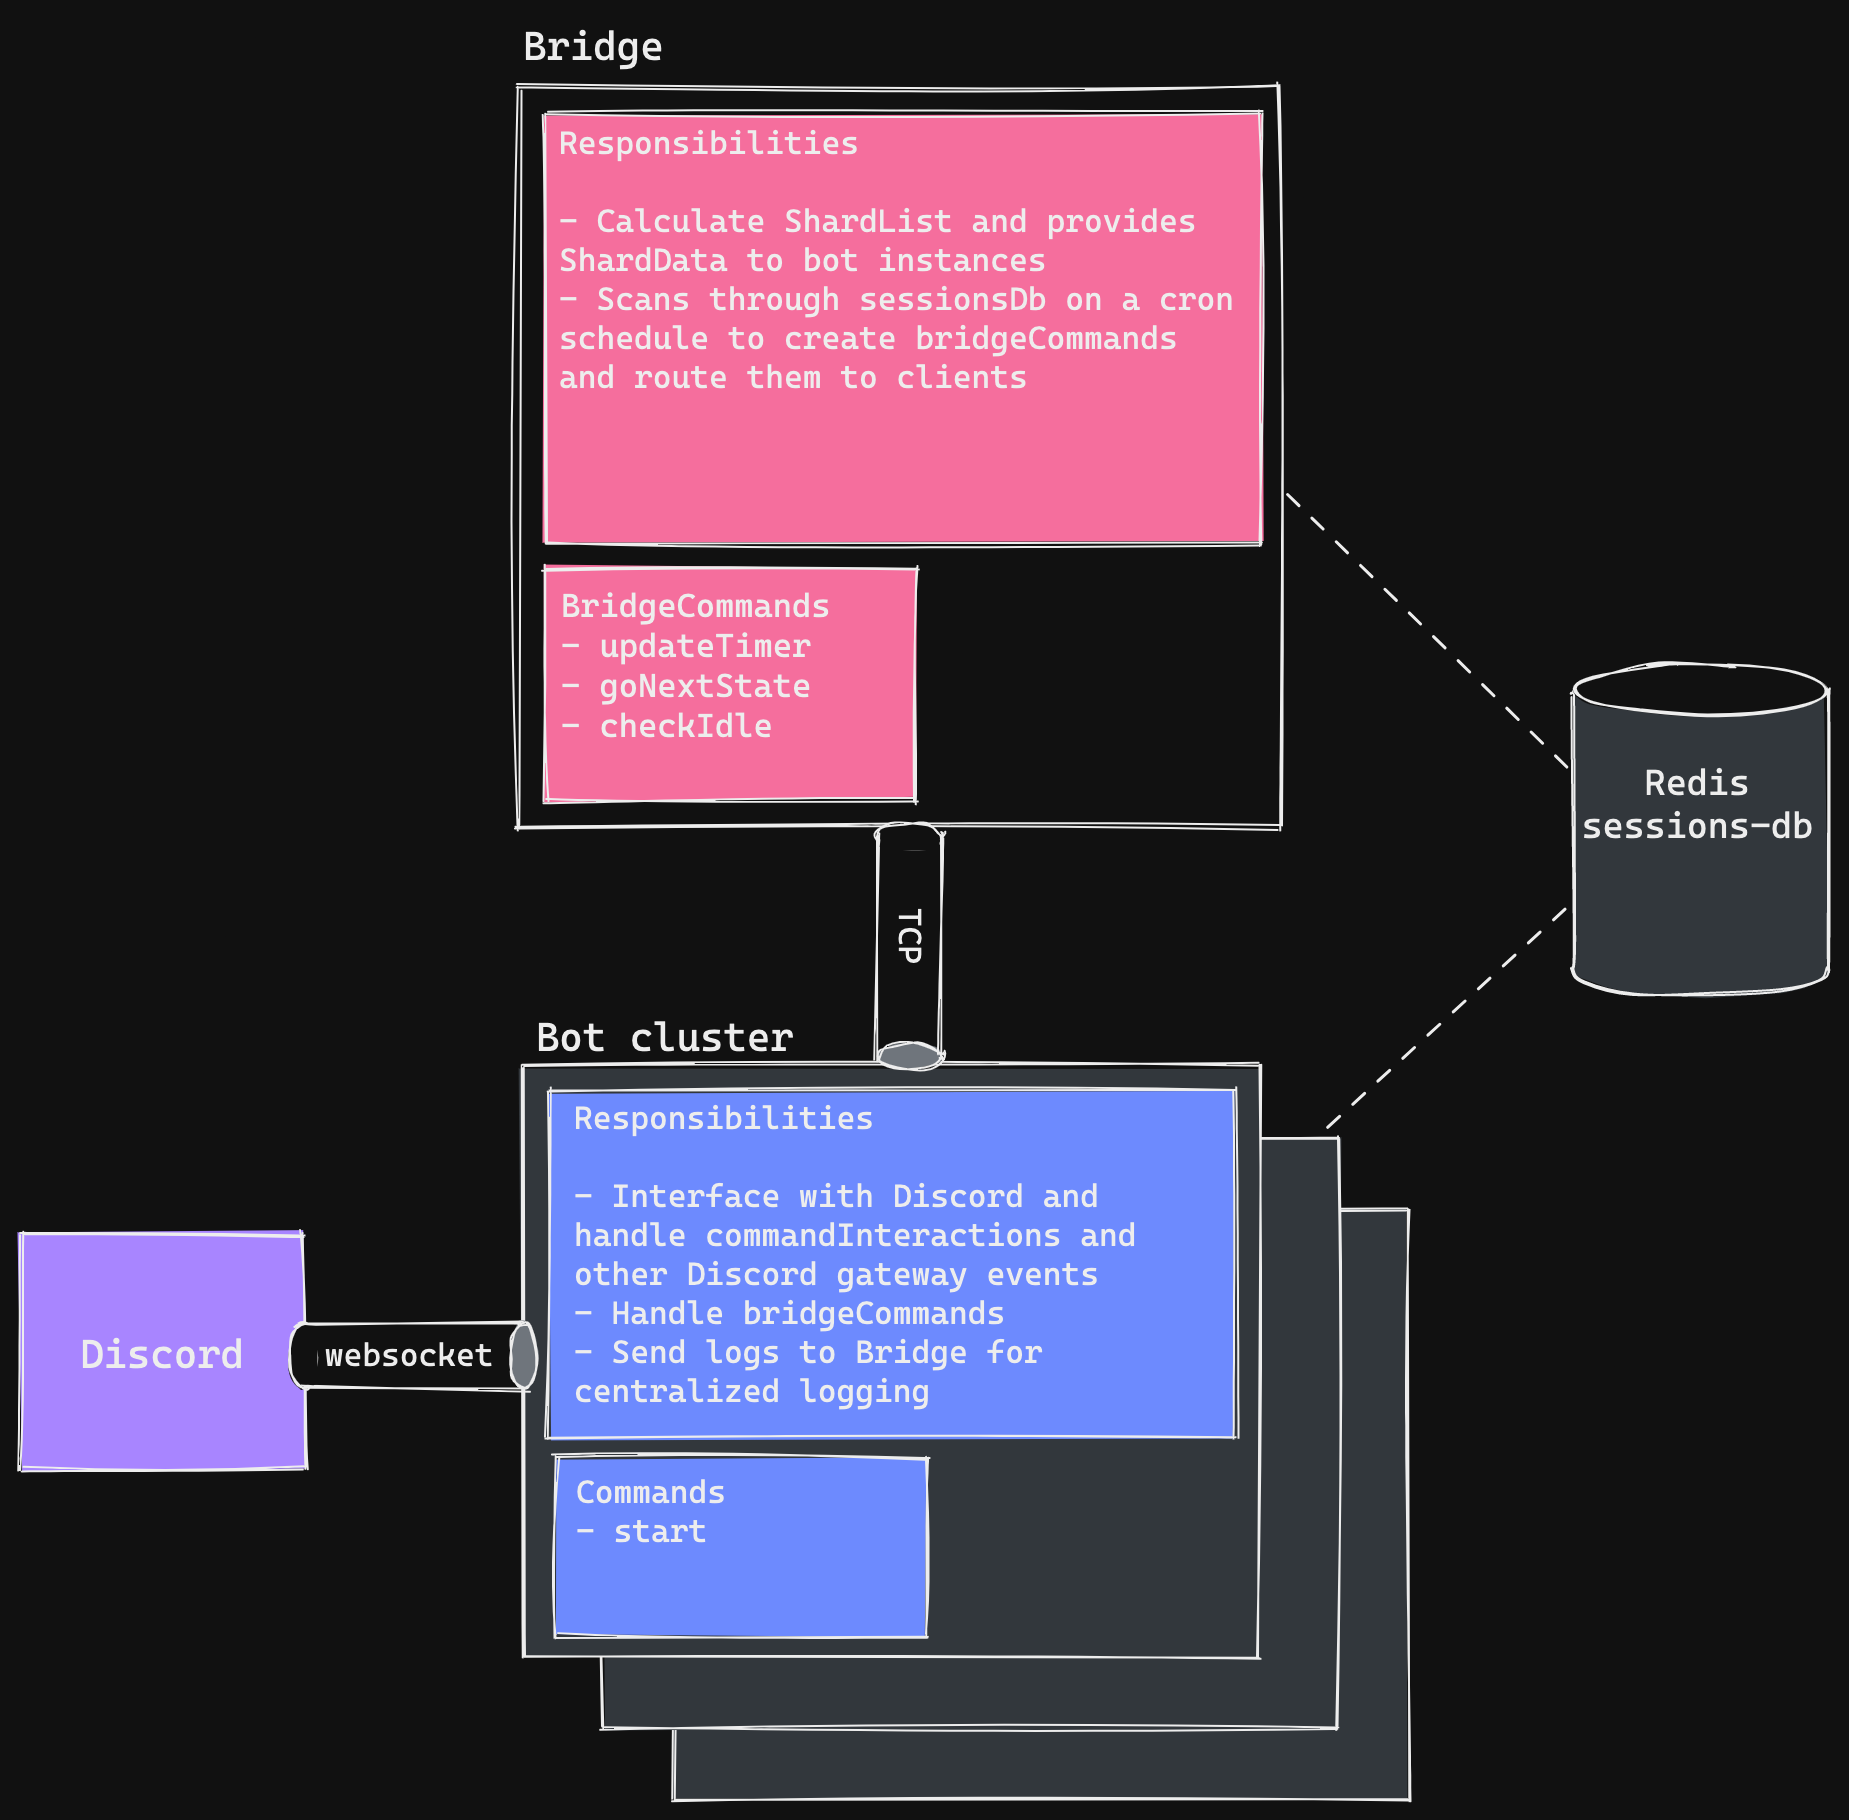 Bridge
Responsibilities
- Calculate ShardList and provides
ShardData to bot instances
- Scans through sessionsDb on a cron
schedule to create bridgeCommands
and route them to clients
BridgeCommands
- updateTimer
- goNextState
- checkIdle
Redis
sessions-db
TCP
Bot cluster
Responsibilities
- Interface with Discord and
handle commandInteractions and
other Discord gateway events
- Handle bridgeCommands
- Send logs to Bridge for
centralized logging
Discord
websocket
Commands
- start